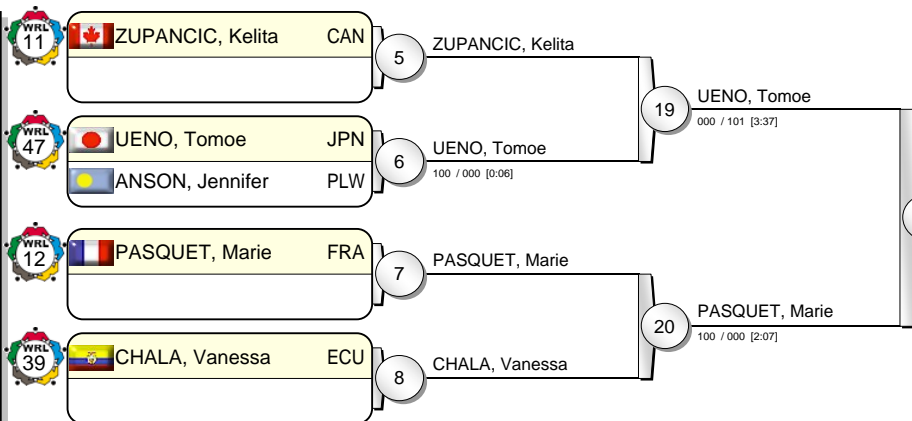 WRL
11
ZUPANCIC, Kelita CAN
5
ZUPANCIC, Kelita
19
UENO, Tomoe
000 / 101 [3:37]
WRL
47
UENO, Tomoe JPN
ANSON, Jennifer PLW
6
UENO, Tomoe
100 / 000 [0:06]
WRL
12
PASQUET, Marie FRA
7
PASQUET, Marie
20
PASQUET, Marie
100 / 000 [2:07]
WRL
39
CHALA, Vanessa ECU
8
CHALA, Vanessa